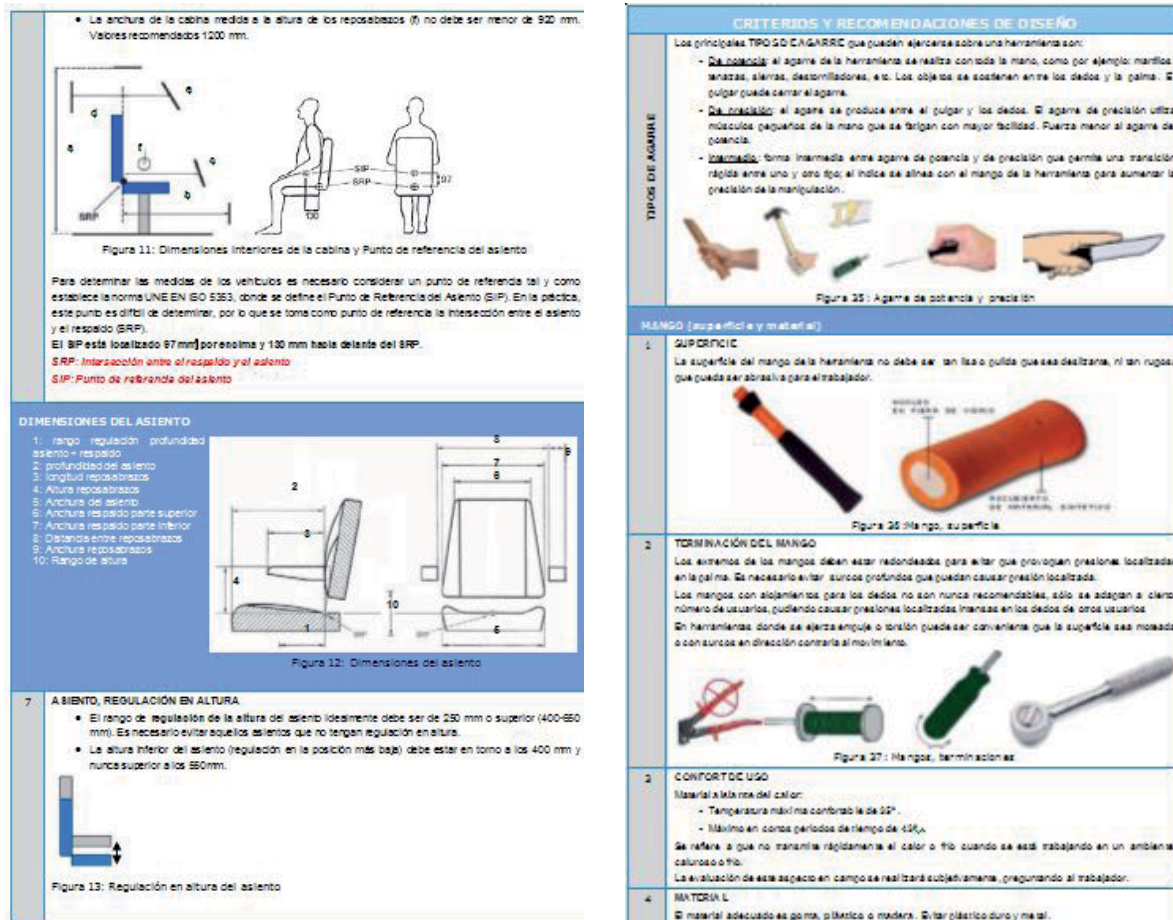 • La anchura de la cabina medida a la altura de los reposabrazos (f) no debe ser menor de 920 mm.
Valores recomendados 1200 mm.
SRP
SIP
SRP
97
130
Figura 11: Dimensiones interiores de la cabina y Punto de referencia del asiento
Para determinar las medidas de los vehículos es necesario considerar un punto de referencia tal y como
establece la norma UNE EN ISO 5353, donde se define el Punto de Referencia del Asiento (SIP). En la práctica,
este punto es difícil de determinar, por lo que se toma como punto de referencia la intersección entre el asiento
y el respaldo (SRP).
El SIP está localizado 97 mm por encima y 130 mm hacia delante del SRP.
SRP: Intersección entre el respaldo y el asiento
SIP: Punto de referencia del asiento
DIMENSIONES DEL ASIENTO
1: rango regulación profundidad
asiento + respaldo
2: profundidad del asiento
3: longitud reposabrazos
4: Altura reposabrazos
5: Anchura del asiento
6: Anchura respaldo parte superior
7: Anchura respaldo parte inferior
8: Distancia entre reposabrazos
9: Anchura reposabrazos
10: Rango de altura
8
9
7
6
2
3
4
10
1
5
Figura 12: Dimensiones del asiento
7 ASIENTO, REGULACIÓN EN ALTURA
• El rango de regulación de la altura del asiento idealmente debe ser de 250 mm o superior (400-650
mm). Es necesario evitar aquellos asientos que no tengan regulación en altura.
• La altura inferior del asiento (regulación en la posición más baja) debe estar en torno a los 400 mm y
nunca superior a los 550mm.
Figura 13: Regulación en altura del asiento
CRITERIOS Y RECOMENDACIONES DE DISEÑO
TIPOS DE AGARRE
Los principales TIPOS DE AGARRE que pueden ejercerse sobre una herramienta son:
- De potencia: el agarre de la herramienta se realiza con toda la mano, como por ejemplo: martillos,
tenazas, sierras, destornilladores, etc. Los objetos se sostienen entre los dedos y la palma. El
pulgar puede cerrar el agarre.
- De precisión: el agarre se produce entre el pulgar y los dedos. El agarre de precisión utiliza
músculos pequeños de la mano que se fatigan con mayor facilidad. Fuerza menor al agarre de
potencia.
- Intermedio: forma intermedia entre agarre de potencia y de precisión que permite una transición
rápida entre uno y otro tipo; el índice se alinea con el mango de la herramienta para aumentar la
precisión de la manipulación.
Figura 35: Agarre de potencia y precisión
MANGO (superficie y material)
1 SUPERFICIE
La superficie del mango de la herramienta no debe ser tan lisa o pulida que sea deslizante, ni tan rugosa
que pueda ser abrasiva para el trabajador.
NÚCLEO
EN FIBRA DE VIDRIO
RECUBIERTO
DE MATERIAL SINTETICO
Figura 36: Mango, superficie
2 TERMINACIÓN DEL MANGO
Los extremos de los mangos deben estar redondeados para evitar que provoquen presiones localizadas
en la palma. Es necesario evitar surcos profundos que puedan causar presión localizada.
Los mangos con alojamientos para los dedos no son nunca recomendables, sólo se adaptan a cierto
número de usuarios, pudiendo causar presiones localizadas intensas en los dedos de otros usuarios
En herramientas donde se ejerza empuje o torsión puede ser conveniente que la superficie sea moteada
o con surcos en dirección contraria al movimiento.
Figura 37: Mangos, terminaciones
3 CONFORT DE USO
Material aislante del calor:
- Temperatura máxima confortable de 35º.
- Máximo en cortos periodos de tiempo de
Se refiere a que no transmita rápidamente el calor o frío cuando se está trabajando en un ambiente
caluroso o frío.
La evaluación de este aspecto en campo se realizará subjetivamente, preguntando al trabajador.
4 MATERIAL
El material adecuado es goma, plástico o madera. Evitar plástico duro y metal.